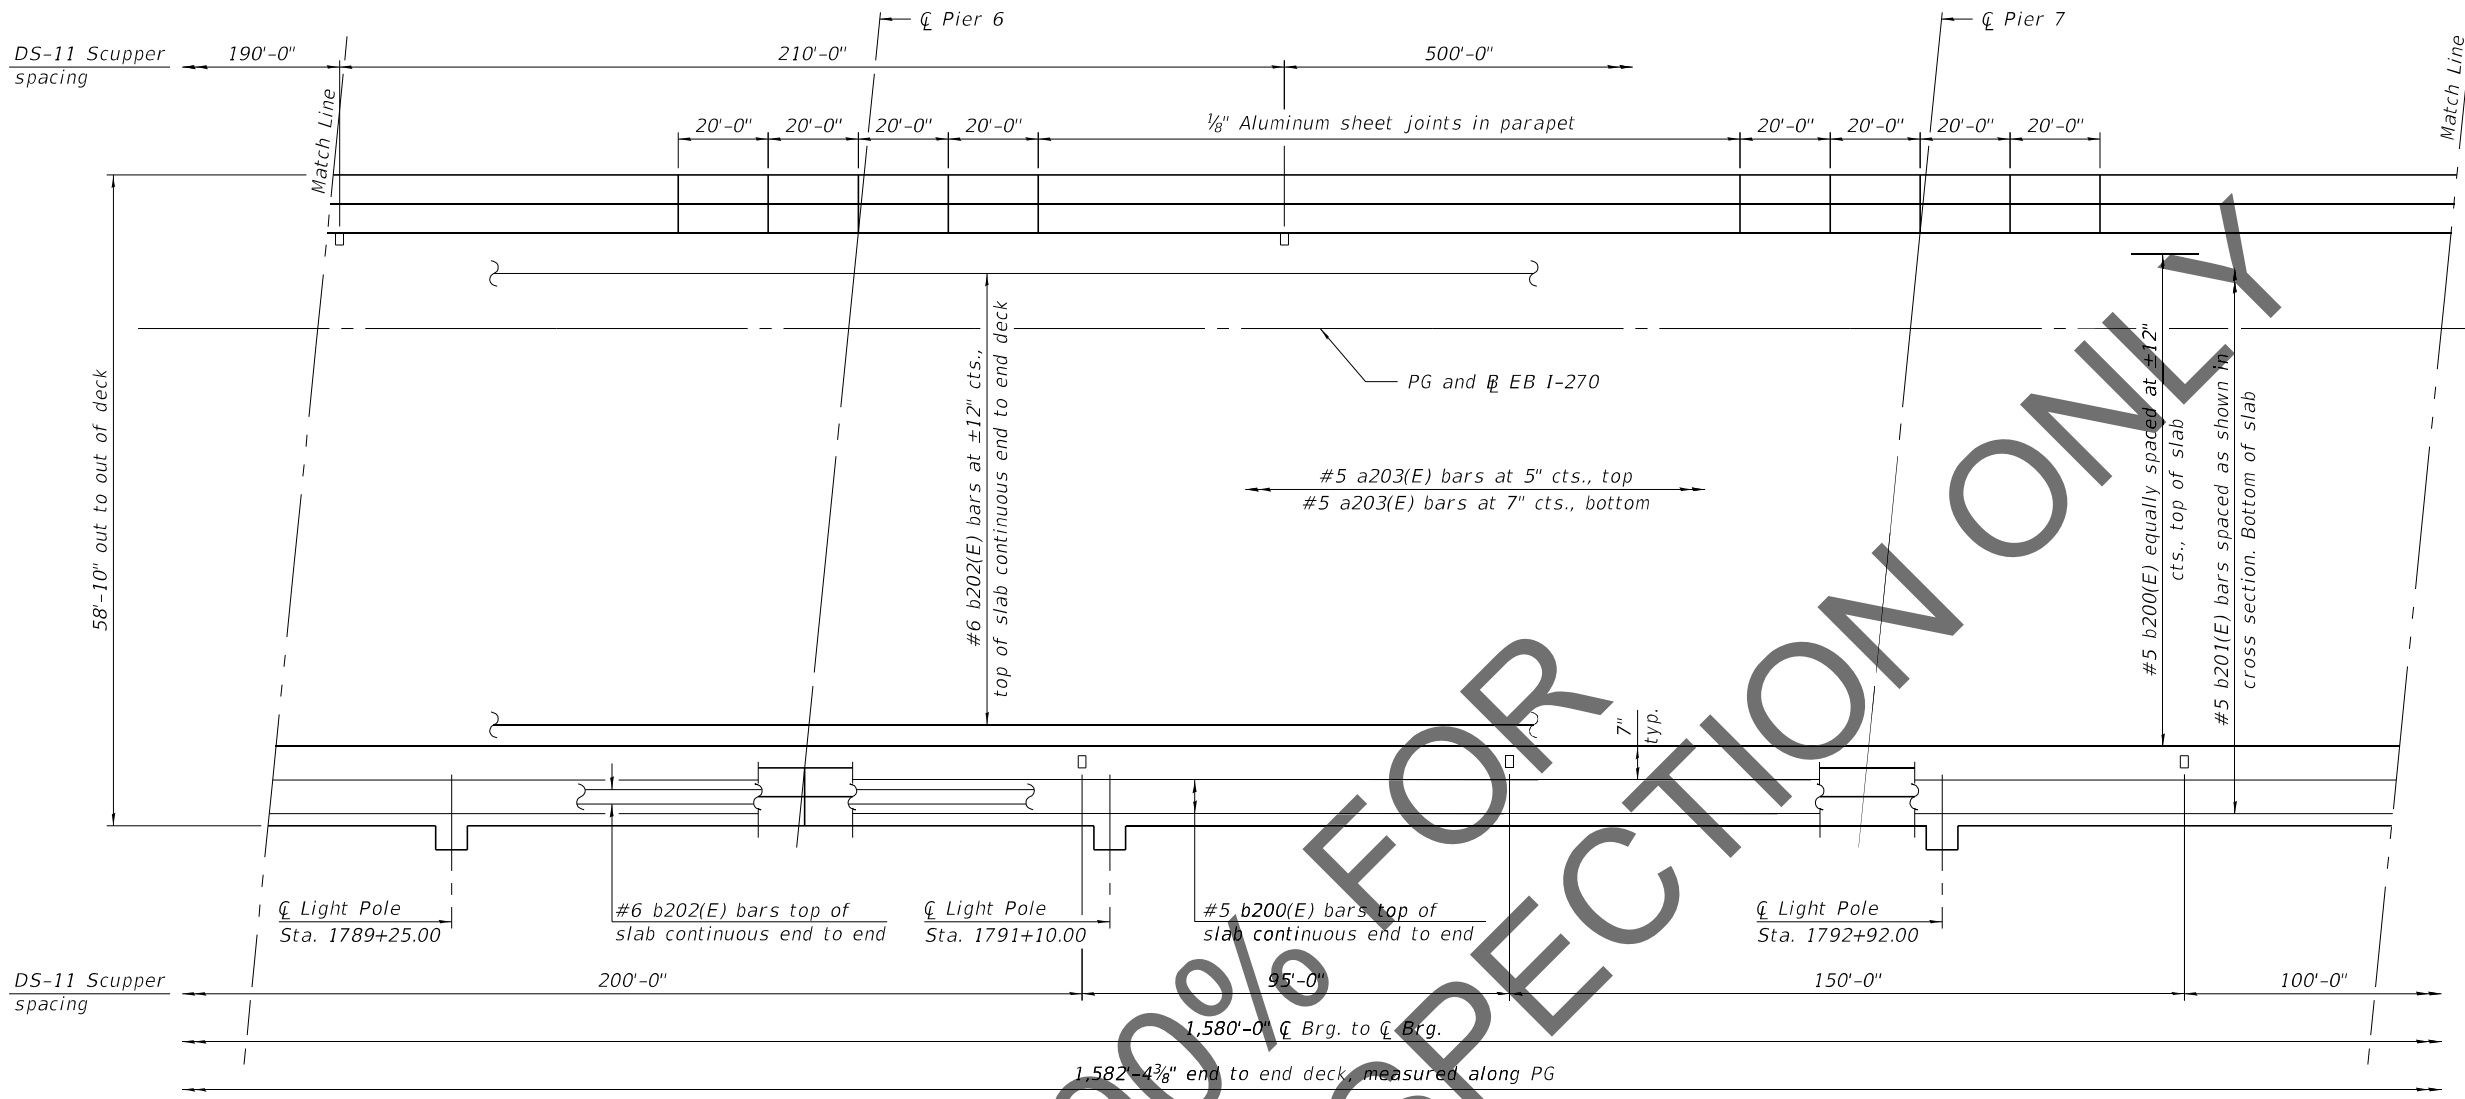 ℄ Pier 6
℄ Pier 7
DS-11 Scupper
spacing
190'-0"
210'-0"
500'-0"
Match Line
Match Line
20'-0"
20'-0"
20'-0"
20'-0"
⅛" Aluminum sheet joints in parapet
20'-0"
20'-0"
20'-0"
20'-0"
58'-10" out to out of deck
#6 b202(E) bars at ±12" cts.,
top of slab continuous end to end deck
PG and ℄ EB I-270
#5 a203(E) bars at 5" cts., top
#5 a203(E) bars at 7" cts., bottom
#5 b200(E) equally spaced at ±12"
cts., top of slab
#5 b201(E) bars spaced as shown in
cross section. Bottom of slab
7"
typ.
℄ Light Pole
Sta. 1789+25.00
#6 b202(E) bars top of
slab continuous end to end
℄ Light Pole
Sta. 1791+10.00
#5 b200(E) bars top of
slab continuous end to end
℄ Light Pole
Sta. 1792+92.00
DS-11 Scupper
spacing
200'-0"
95'-0"
150'-0"
100'-0"
1,580'-0" ℄ Brg. to ℄ Brg.
1,582'-4⅜" end to end deck, measured along PG
00% FOR
SPECTION ONLY